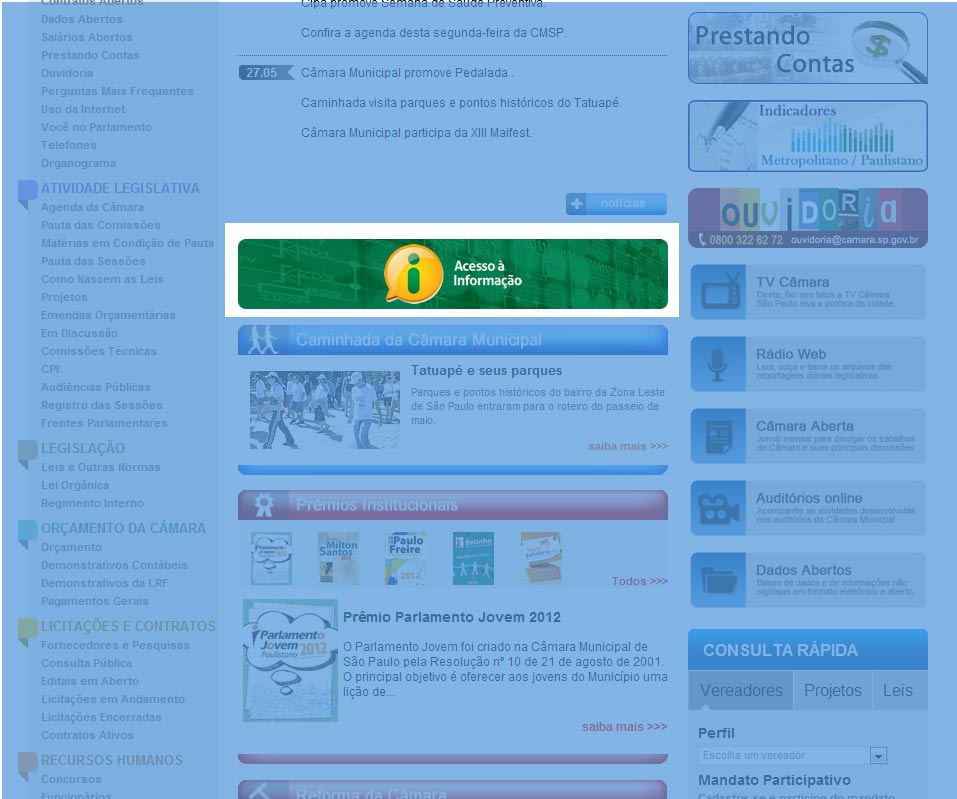 Contratos Abertos
Dados Abertos
Salários Abertos
Prestando Contas
Ouvidoria
Perguntas Mais Frequentes
Uso da Internet
Você no Parlamento
Telefones
Organograma
ATIVIDADE LEGISLATIVA
Agenda da Câmara
Pauta das Comissões
Matérias em Condição de Pauta
Pauta das Sessões
Como Nascem as Leis
Projetos
Emendas Orçamentárias
Em Discussão
Comissões Técnicas
CPI
Audiências Públicas
Registro das Sessões
Frentes Parlamentares
LEGISLAÇÃO
Leis e Outras Normas
Lei Orgânica
Regimento Interno
ORÇAMENTO DA CÂMARA
Orçamento
Demonstrativos Contábeis
Demonstrativos da LRF
Pagamentos Gerais
LICITAÇÕES E CONTRATOS
Fornecedores e Pesquisas
Consulta Pública
Editais em Aberto
Licitações em Andamento
Licitações Encerradas
Contratos Ativos
RECURSOS HUMANOS
Concursos
Funcionários
Cipa promove Semana de Saúde Preventiva.
Confira a agenda desta segunda-feira da CMSP.
27.05 Câmara Municipal promove Pedalada .
Caminhada visita parques e pontos históricos do Tatuapé.
Câmara Municipal participa da XIII Maifest.
+ notícias
i Acesso à
Informação
Caminhada da Câmara Municipal
Tatuapé e seus parques
Parques e pontos históricos do bairro da Zona Leste
de São Paulo entraram para o roteiro do passeio de
maio.
saiba mais >>>
Prêmios Institucionais
Parlamento
Jovem
2012
Milton
Santos
2012
Paulo
Freire
2012
Betinho
Todos >>>
Parlamento
Jovem 2012
Paulistano
Prêmio Parlamento Jovem 2012
O Parlamento Jovem foi criado na Câmara Municipal de
São Paulo pela Resolução nº 10 de 21 de agosto de 2001.
O principal objetivo é oferecer aos jovens do Município uma
lição de...
saiba mais >>>
Reforma da Câmara
Prestando
Contas
$
Indicadores
Metropolitano / Paulistano
OUVIDORIA
0800 322 62 72 ouvidoria@camara.sp.gov.br
TV Câmara
Direta, fiel aos fatos a TV Câmara
São Paulo leva a política da cidade.
Rádio Web
Leia, ouça e baixe os arquivos das
reportagens diárias legislativas.
Câmara Aberta
Jornal mensal para divulgar os trabalhos
da Câmara e suas principais discussões
Auditórios online
Acompanhe as atividades desenvolvidas
nos auditórios da Câmara Muncipal
Dados Abertos
Bases de dados e de informações não
sigilosas em formato eletrônico e aberto.
CONSULTA RÁPIDA
Vereadores Projetos Leis
Perfil
Escolha um vereador
Mandato Participativo
Cadastre-se e participe do mandato